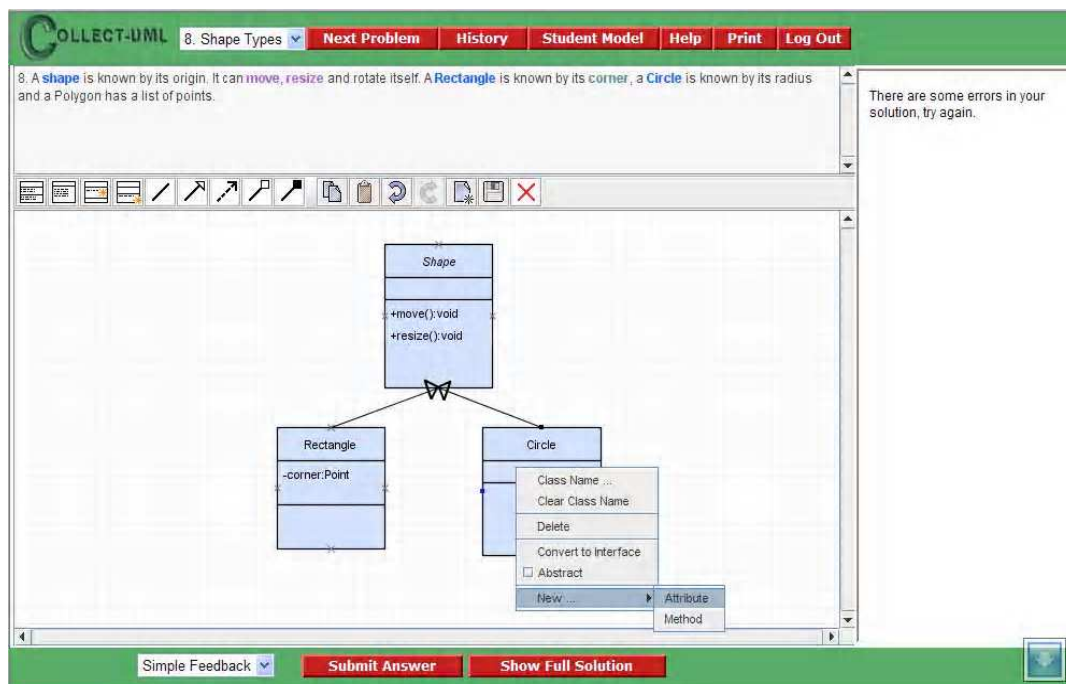 COLLECT-UML 8. Shape Types Next Problem History Student Model Help Print Log Out
8. A shape is known by its origin. It can move, resize and rotate itself. A Rectangle is known by its corner, a Circle is known by its radius
and a Polygon has a list of points.
There are some errors in your
solution, try again.
Shape
+move():void
+resize():void
Rectangle
-corner:Point
Circle
Class Name ...
Clear Class Name
Delete
Convert to Interface
Abstract
New ...
Attribute
Method
Simple Feedback Submit Answer Show Full Solution